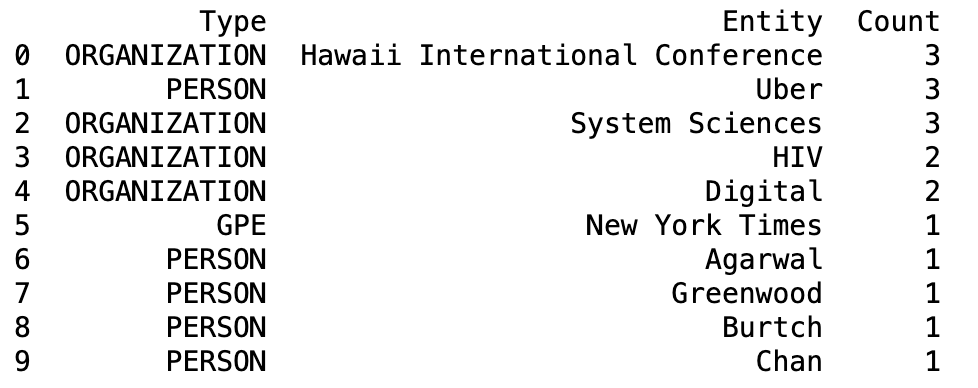 Type Entity Count
0 ORGANIZATION Hawaii International Conference 3
1 PERSON Uber 3
2 ORGANIZATION System Sciences 3
3 ORGANIZATION HIV 2
4 ORGANIZATION Digital 2
5 GPE New York Times 1
6 PERSON Agarwal 1
7 PERSON Greenwood 1
8 PERSON Burtch 1
9 PERSON Chan 1